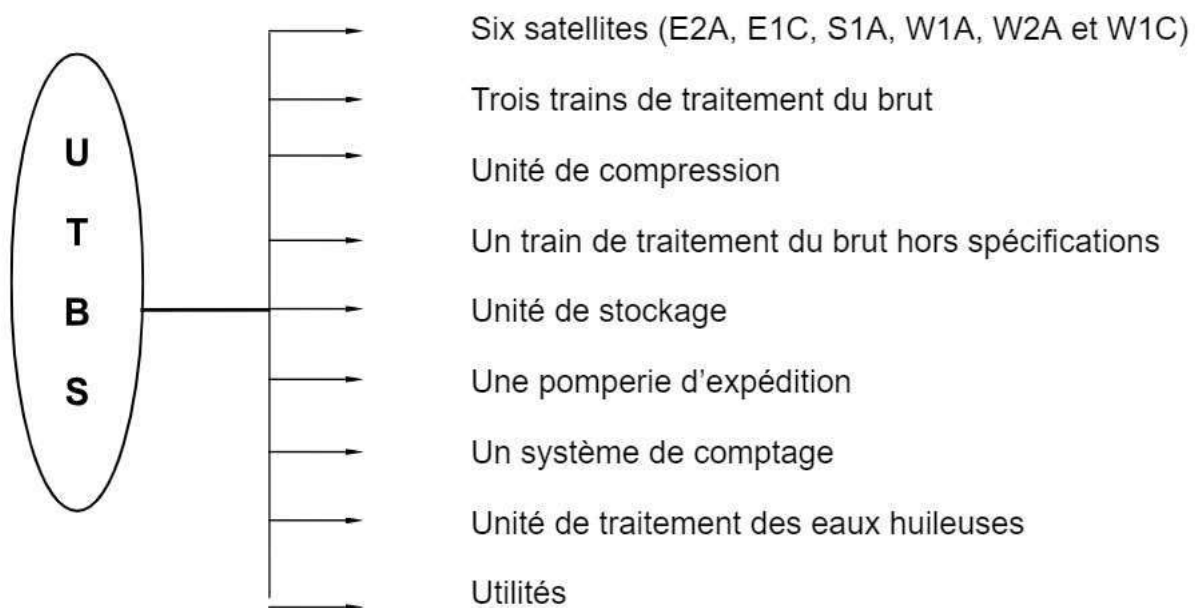 U
T
B
S
Six satellites (E2A, E1C, S1A, W1A, W2A et W1C)
Trois trains de traitement du brut
Unité de compression
Un train de traitement du brut hors spécifications
Unité de stockage
Une pomperie d'expédition
Un système de comptage
Unité de traitement des eaux huileuses
Utilités